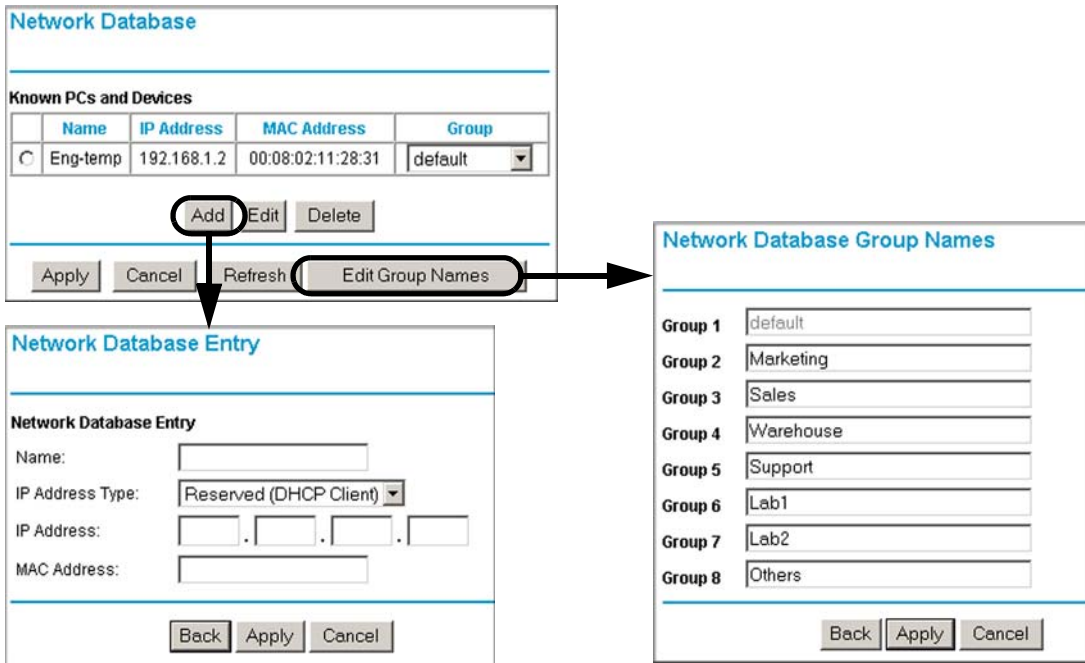 Network Database
Known PCs and Devices
Name IP Address MAC Address Group
Eng-temp 192.168.1.2 00:08:02:11:28:31 default
Add Edit Delete
Apply Cancel Refresh Edit Group Names
Network Database Entry
Network Database Entry
Name:
IP Address Type: Reserved (DHCP Client)
IP Address: . . .
MAC Address:
Back Apply Cancel
Network Database Group Names
Group 1 default
Group 2 Marketing
Group 3 Sales
Group 4 Warehouse
Group 5 Support
Group 6 Lab1
Group 7 Lab2
Group 8 Others
Back Apply Cancel